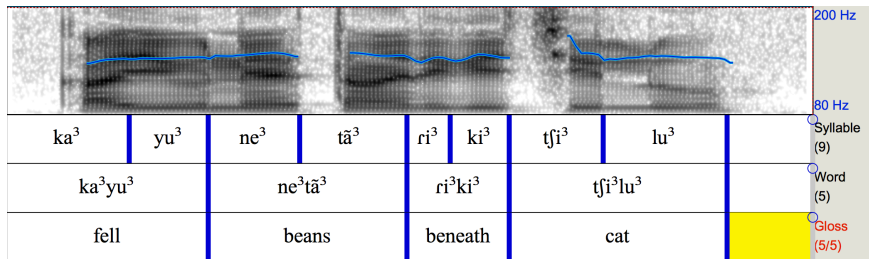 200 Hz
80 Hz
ka³ yu³ ne³ tã³ ɾi³ ki³ tʃi³ lu³ Syllable (9)
ka³yu³ ne³tã³ ɾi³ki³ tʃi³lu³ Word (5)
fell beans beneath cat Gloss (5/5)